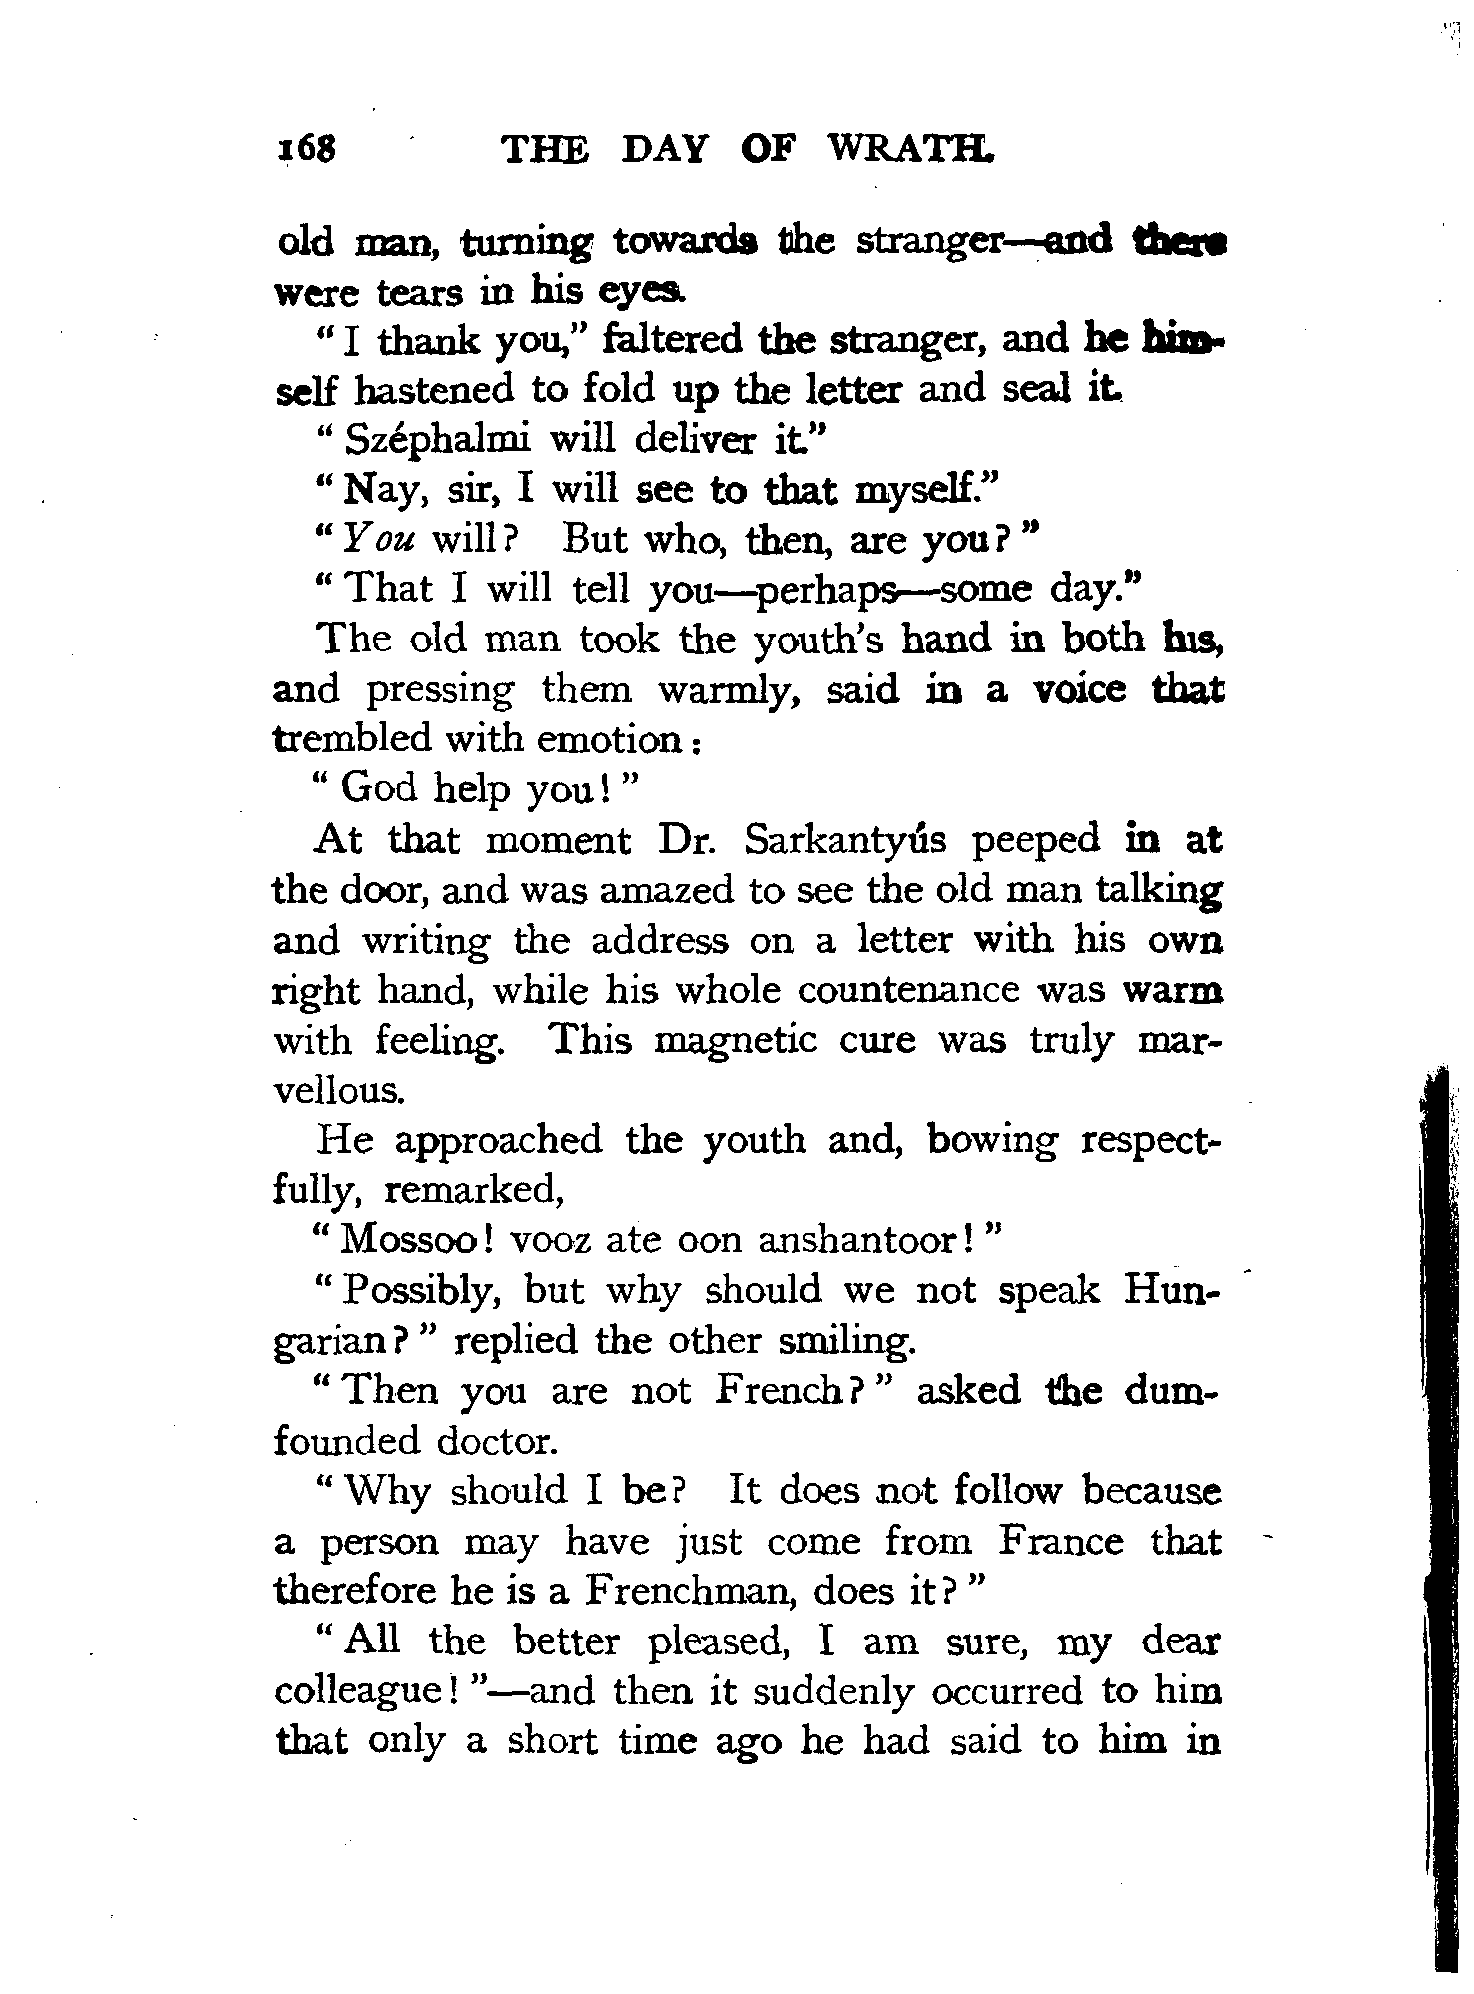 168 THE DAY OF WRATH.
old man, turning towards the stranger—and there
were tears in his eyes.
“I thank you,” faltered the stranger, and he him-
self hastened to fold up the letter and seal it.
“Széphalmi will deliver it.”
“Nay, sir, I will see to that myself.”
“You will? But who, then, are you?”
“That I will tell you—perhaps—some day.”
The old man took the youth’s hand in both his,
and pressing them warmly, said in a voice that
trembled with emotion:
“God help you!”
At that moment Dr. Sarkantyús peeped in at
the door, and was amazed to see the old man talking
and writing the address on a letter with his own
right hand, while his whole countenance was warm
with feeling. This magnetic cure was truly mar-
vellous.
He approached the youth and, bowing respect-
fully, remarked,
“Mossoo! vooz ate oon anshantoor!”
“Possibly, but why should we not speak Hun-
garian?” replied the other smiling.
“Then you are not French?” asked the dum-
founded doctor.
“Why should I be? It does not follow because
a person may have just come from France that
therefore he is a Frenchman, does it?”
“All the better pleased, I am sure, my dear
colleague!”—and then it suddenly occurred to him
that only a short time ago he had said to him in